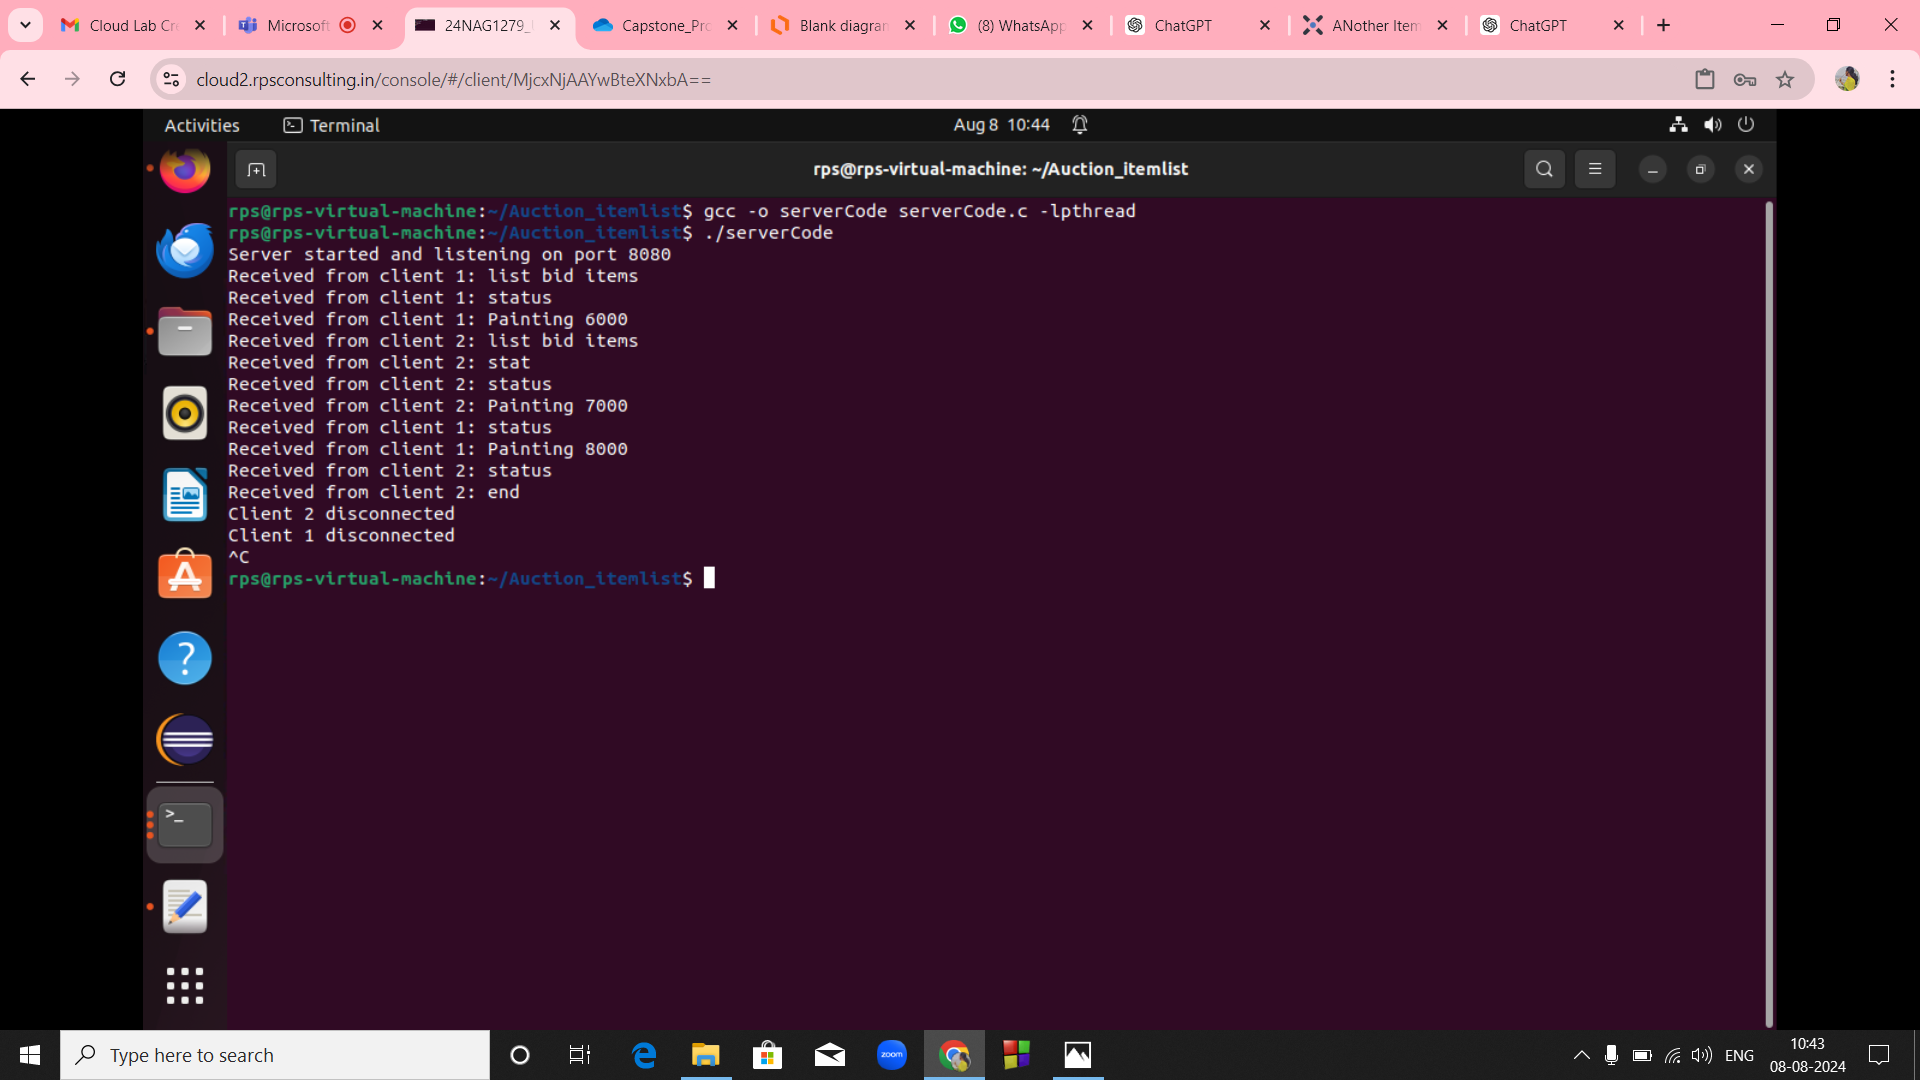 Cloud Lab Cr
Microsoft
24NAG1279_
Capstone_Pro
Blank diagran
(8) WhatsApp
ChatGPT
ANother Item
ChatGPT
cloud2.rpsconsulting.in/console/#/client/MjcxNjAAYwBteXNxbA==
Activities
Terminal
Aug 8 10:44
rps@rps-virtual-machine: ~/Auction_itemlist
rps@rps-virtual-machine:~/Auction_itemlist$ gcc -o serverCode serverCode.c -lpthread
rps@rps-virtual-machine:~/Auction_itemlist$ ./serverCode
Server started and listening on port 8080
Received from client 1: list bid items
Received from client 1: status
Received from client 1: Painting 6000
Received from client 2: list bid items
Received from client 2: stat
Received from client 2: status
Received from client 2: Painting 7000
Received from client 1: status
Received from client 1: Painting 8000
Received from client 2: status
Received from client 2: end
Client 2 disconnected
Client 1 disconnected
^C
rps@rps-virtual-machine:~/Auction_itemlist$
Type here to search
zoom
ENG
10:43
08-08-2024